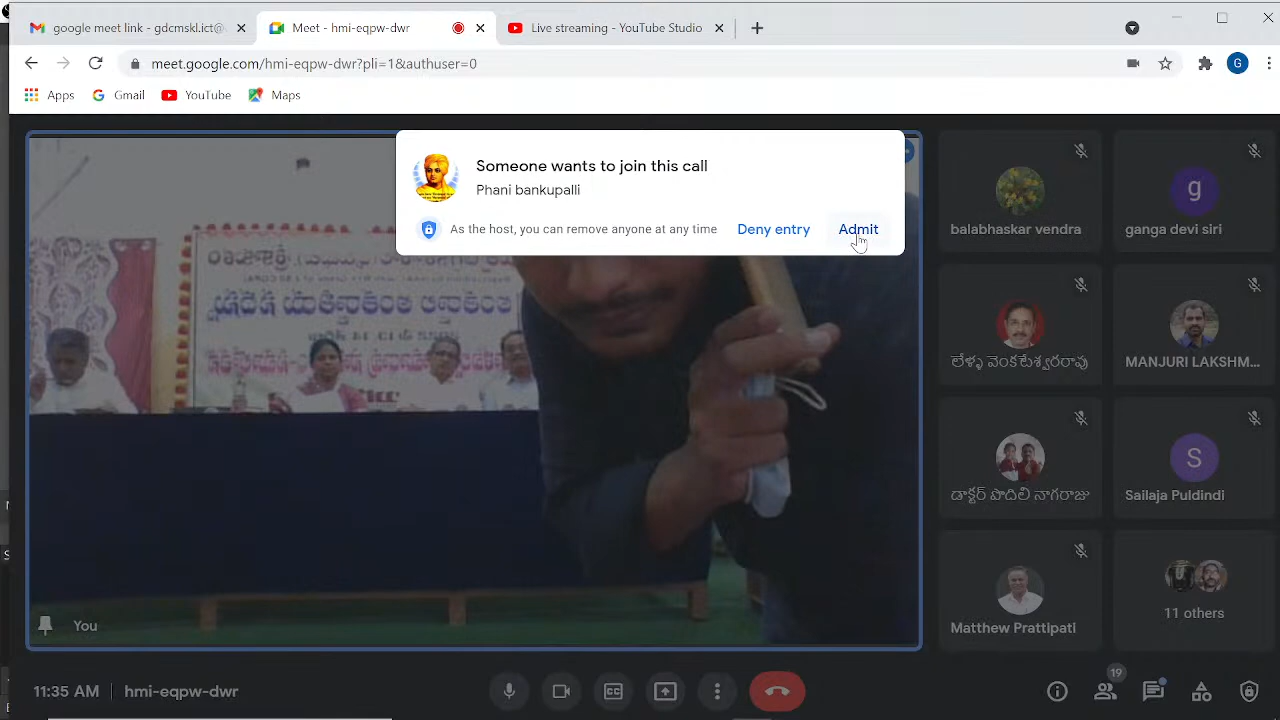 google meet link - gdcmskl.ict@
Meet - hmi-eqpw-dwr
Live streaming - YouTube Studio
meet.google.com/hmi-eqpw-dwr?pli=1&authuser=0
G
Apps
Gmail
YouTube
Maps
Someone wants to join this call
Phani bankupalli
As the host, you can remove anyone at any time
Deny entry
Admit
balabhaskar vendra
g
ganga devi siri
లేళ్ళ వెంకటేశ్వరరావు
MANJURI LAKSHM...
డాక్టర్ పొదిలి నాగరాజు
S
Sailaja Puldindi
Matthew Prattipati
11 others
You
11:35 AM
hmi-eqpw-dwr
CC
19